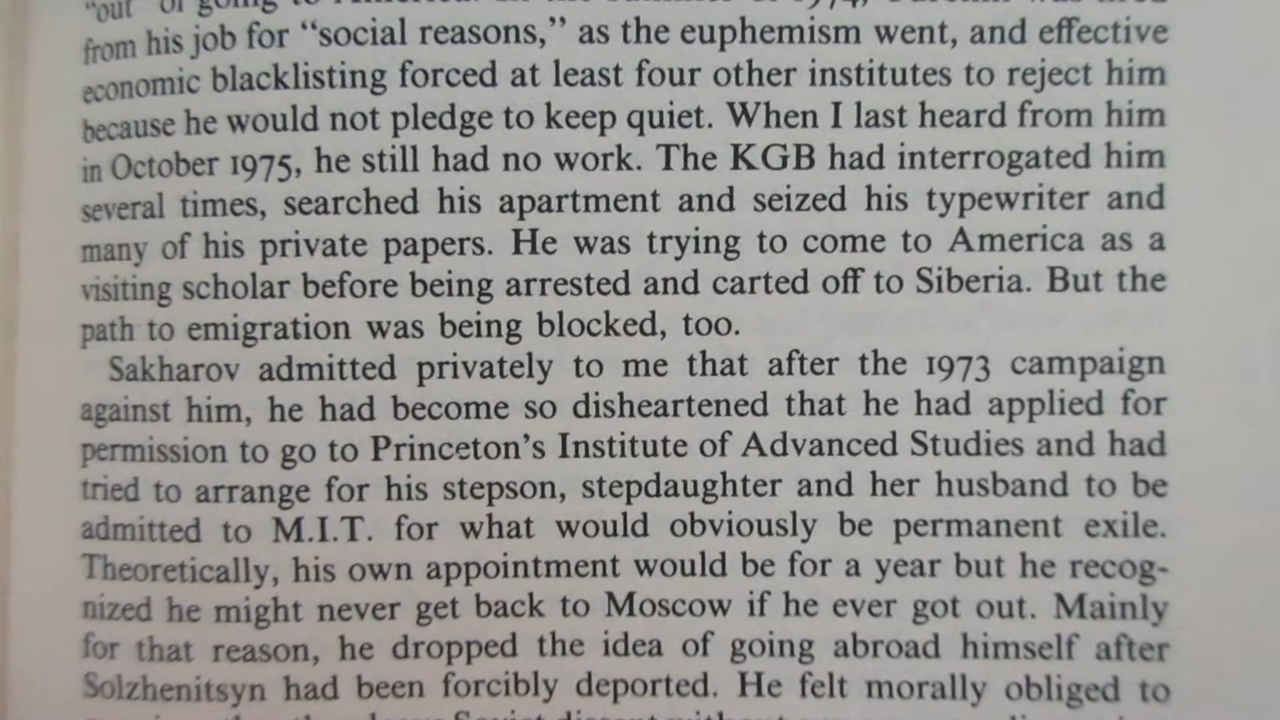 "out" of going to America. In the summer of 1974,
from his job for “social reasons,” as the euphemism went, and effective
economic blacklisting forced at least four other institutes to reject him
because he would not pledge to keep quiet. When I last heard from him
in October 1975, he still had no work. The KGB had interrogated him
several times, searched his apartment and seized his typewriter and
many of his private papers. He was trying to come to America as a
visiting scholar before being arrested and carted off to Siberia. But the
path to emigration was being blocked, too.
Sakharov admitted privately to me that after the 1973 campaign
against him, he had become so disheartened that he had applied for
permission to go to Princeton’s Institute of Advanced Studies and had
tried to arrange for his stepson, stepdaughter and her husband to be
admitted to M.I.T. for what would obviously be permanent exile.
Theoretically, his own appointment would be for a year but he recog-
nized he might never get back to Moscow if he ever got out. Mainly
for that reason, he dropped the idea of going abroad himself after
Solzhenitsyn had been forcibly deported. He felt morally obliged to